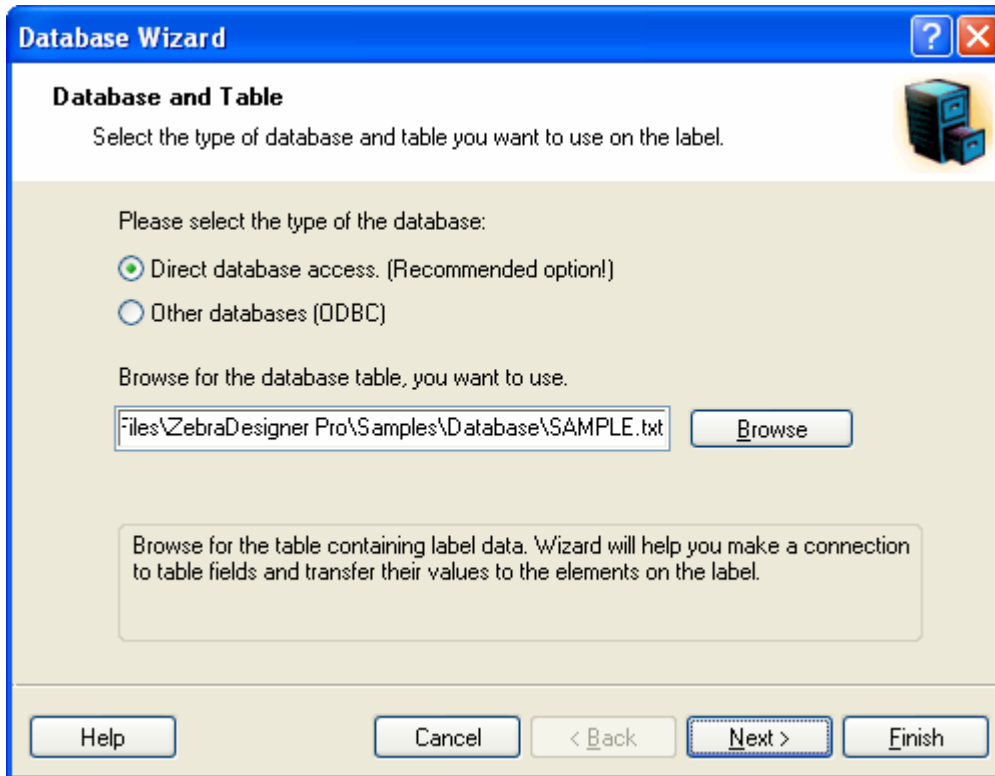 Database Wizard
Database and Table
Select the type of database and table you want to use on the label.
Please select the type of the database:
Direct database access. (Recommended option!)
Other databases (ODBC)
Browse for the database table, you want to use.
Files\ZebraDesigner Pro\Samples\Database\SAMPLE.txt
Browse
Browse for the table containing label data. Wizard will help you make a connection
to table fields and transfer their values to the elements on the label.
Help
Cancel
< Back
Next >
Finish